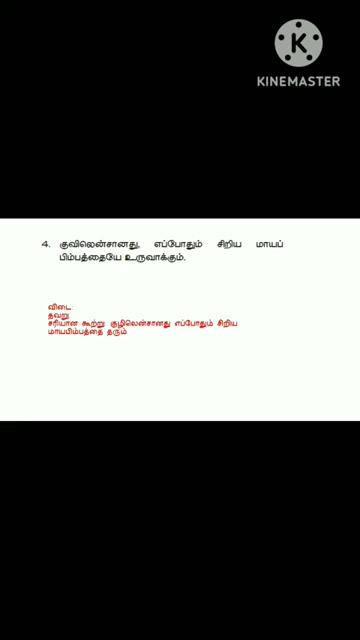 KINEMASTER
4. குவிலென்சானது, எப்போதும் சிறிய மாயப்
பிம்பத்தையே உருவாக்கும்.
விடை:
தவறு
சரியான கூற்று: குழிலென்சானது எப்போதும் சிறிய
மாயபிம்பத்தை தரும்